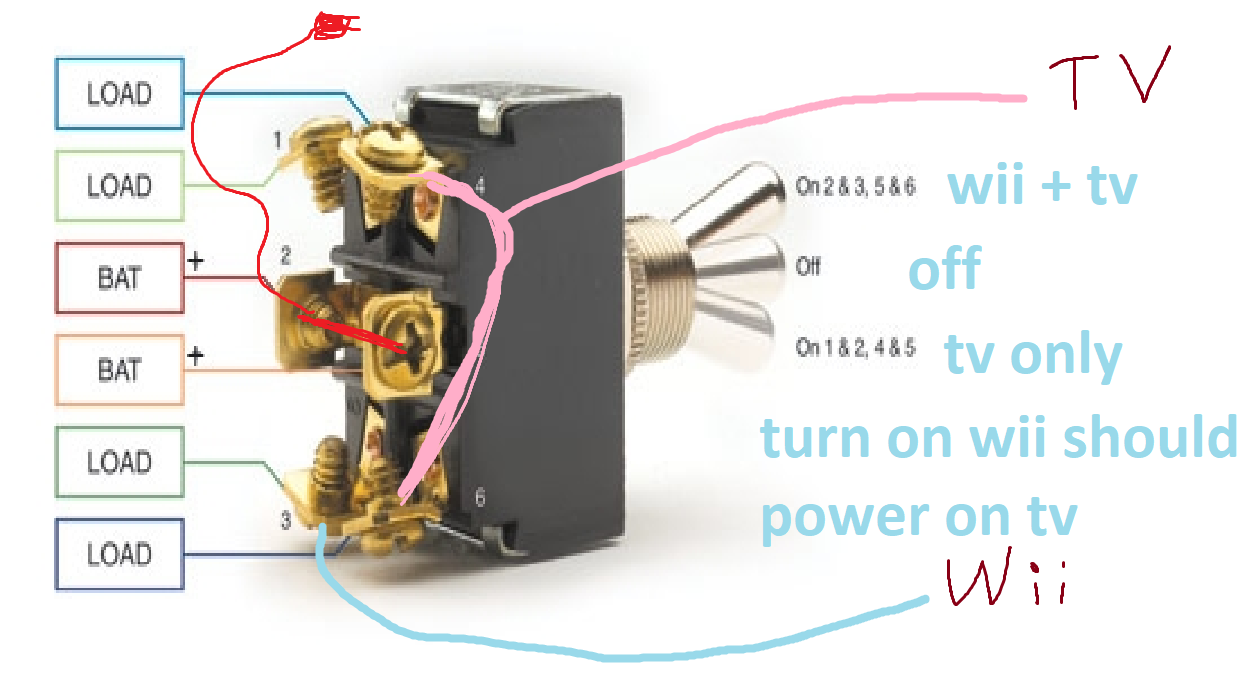 TV
LOAD
1
LOAD
4
On 2 & 3, 5 & 6 wii + tv
2
BAT +
Off off
BAT +
On 1 & 2, 4 & 5 tv only
LOAD
turn on wii should
6
3
power on tv
LOAD
Wii